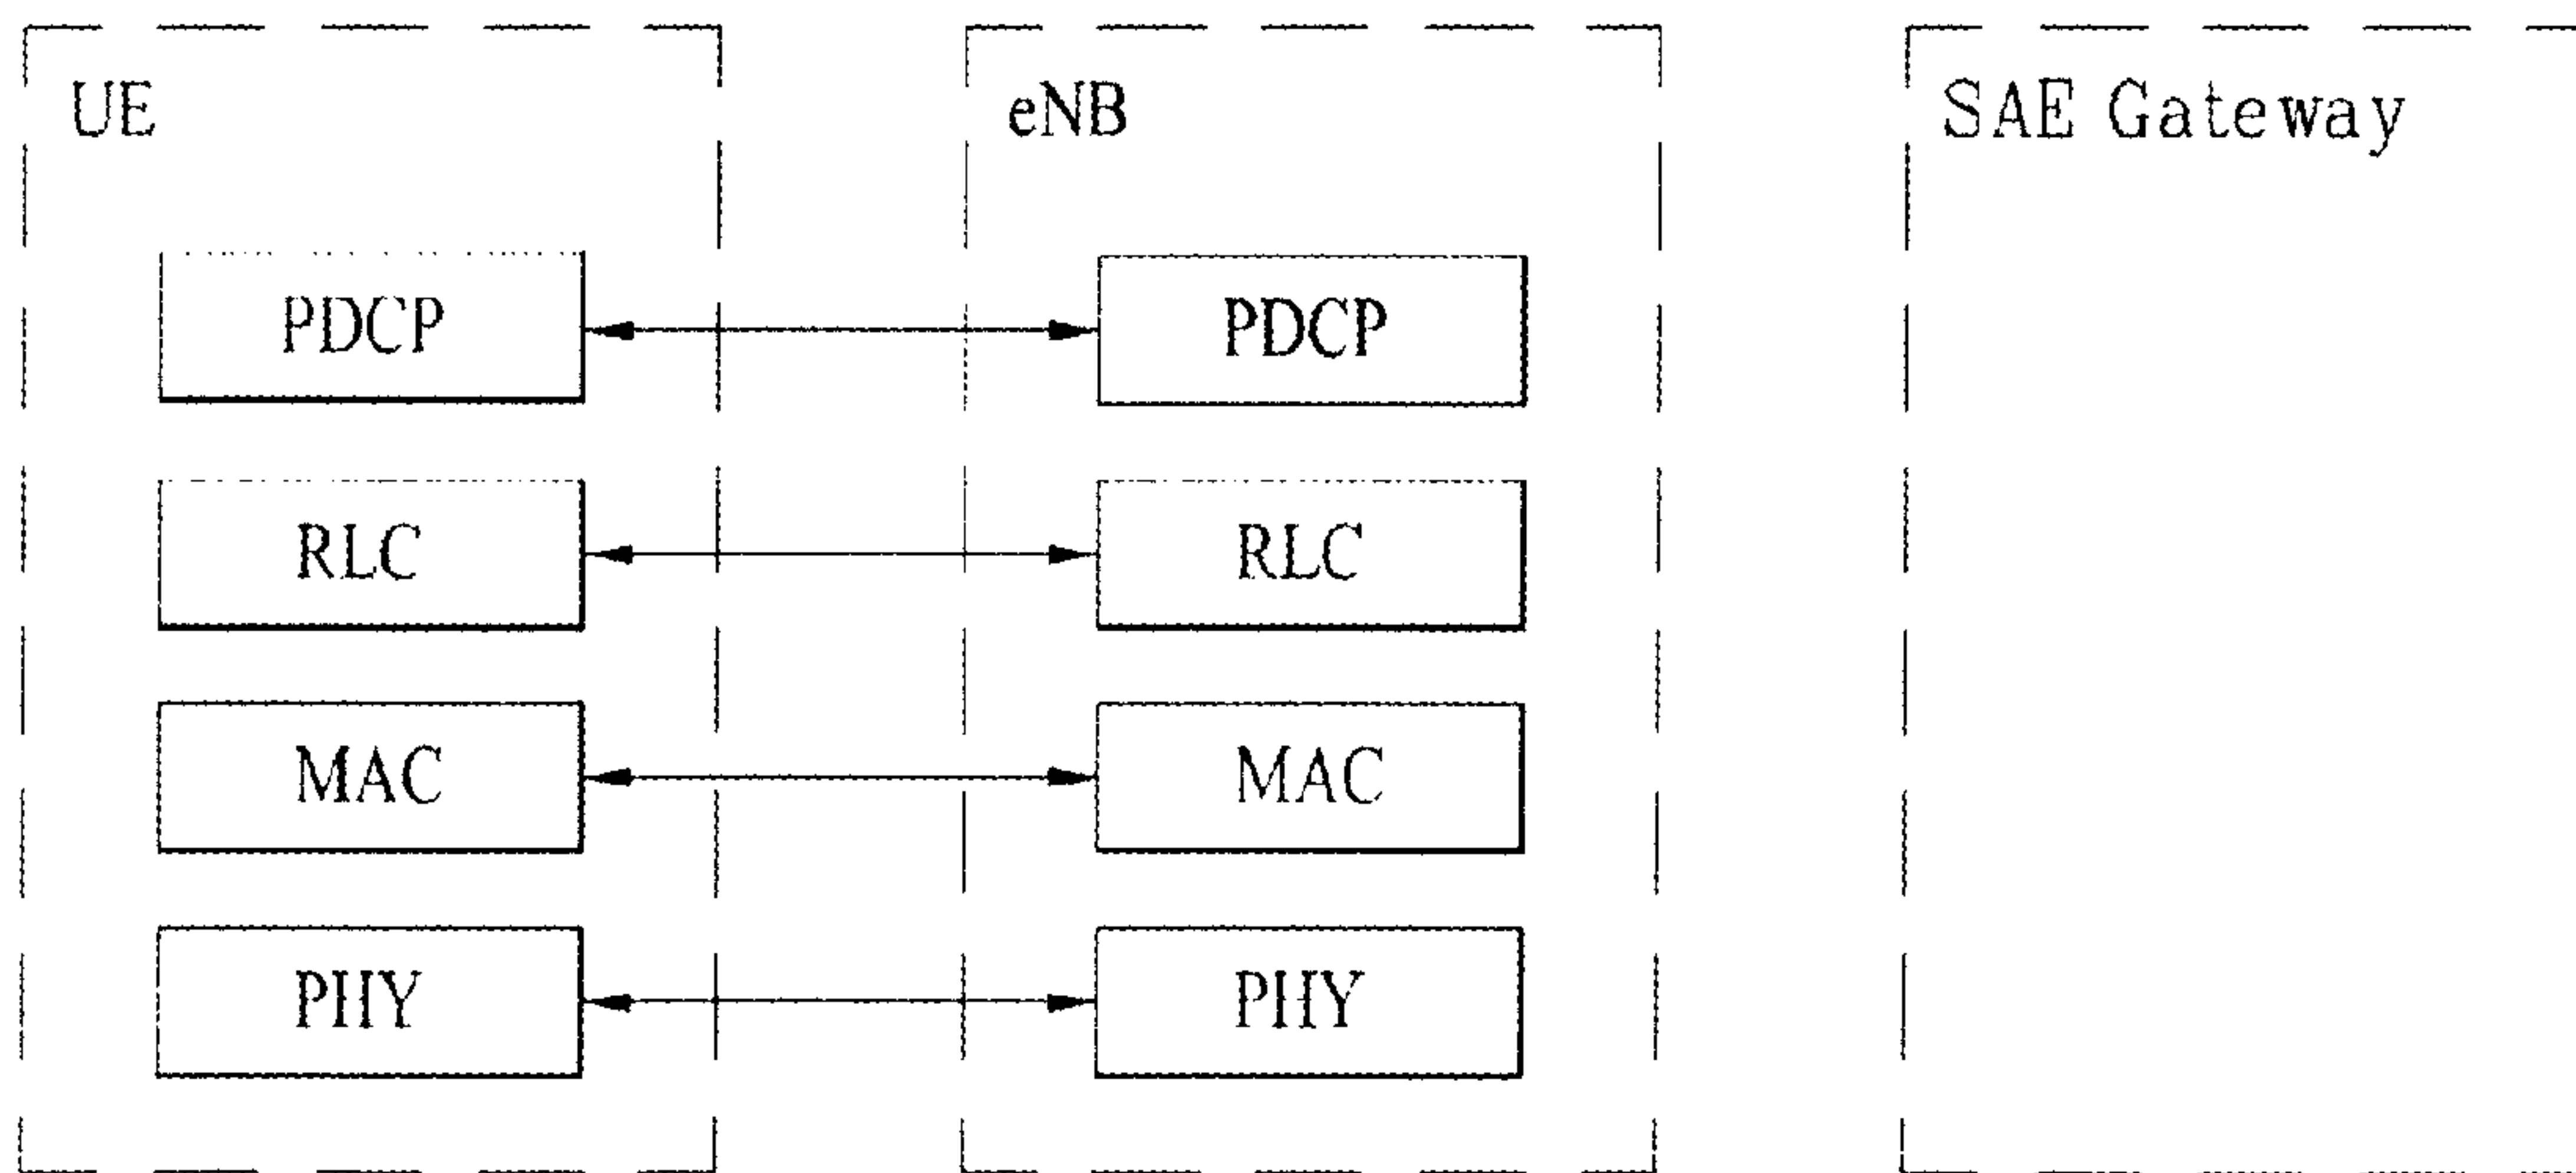 UE
eNB
SAE Gateway
PDCP
PDCP
RLC
RLC
MAC
MAC
PHY
PHY